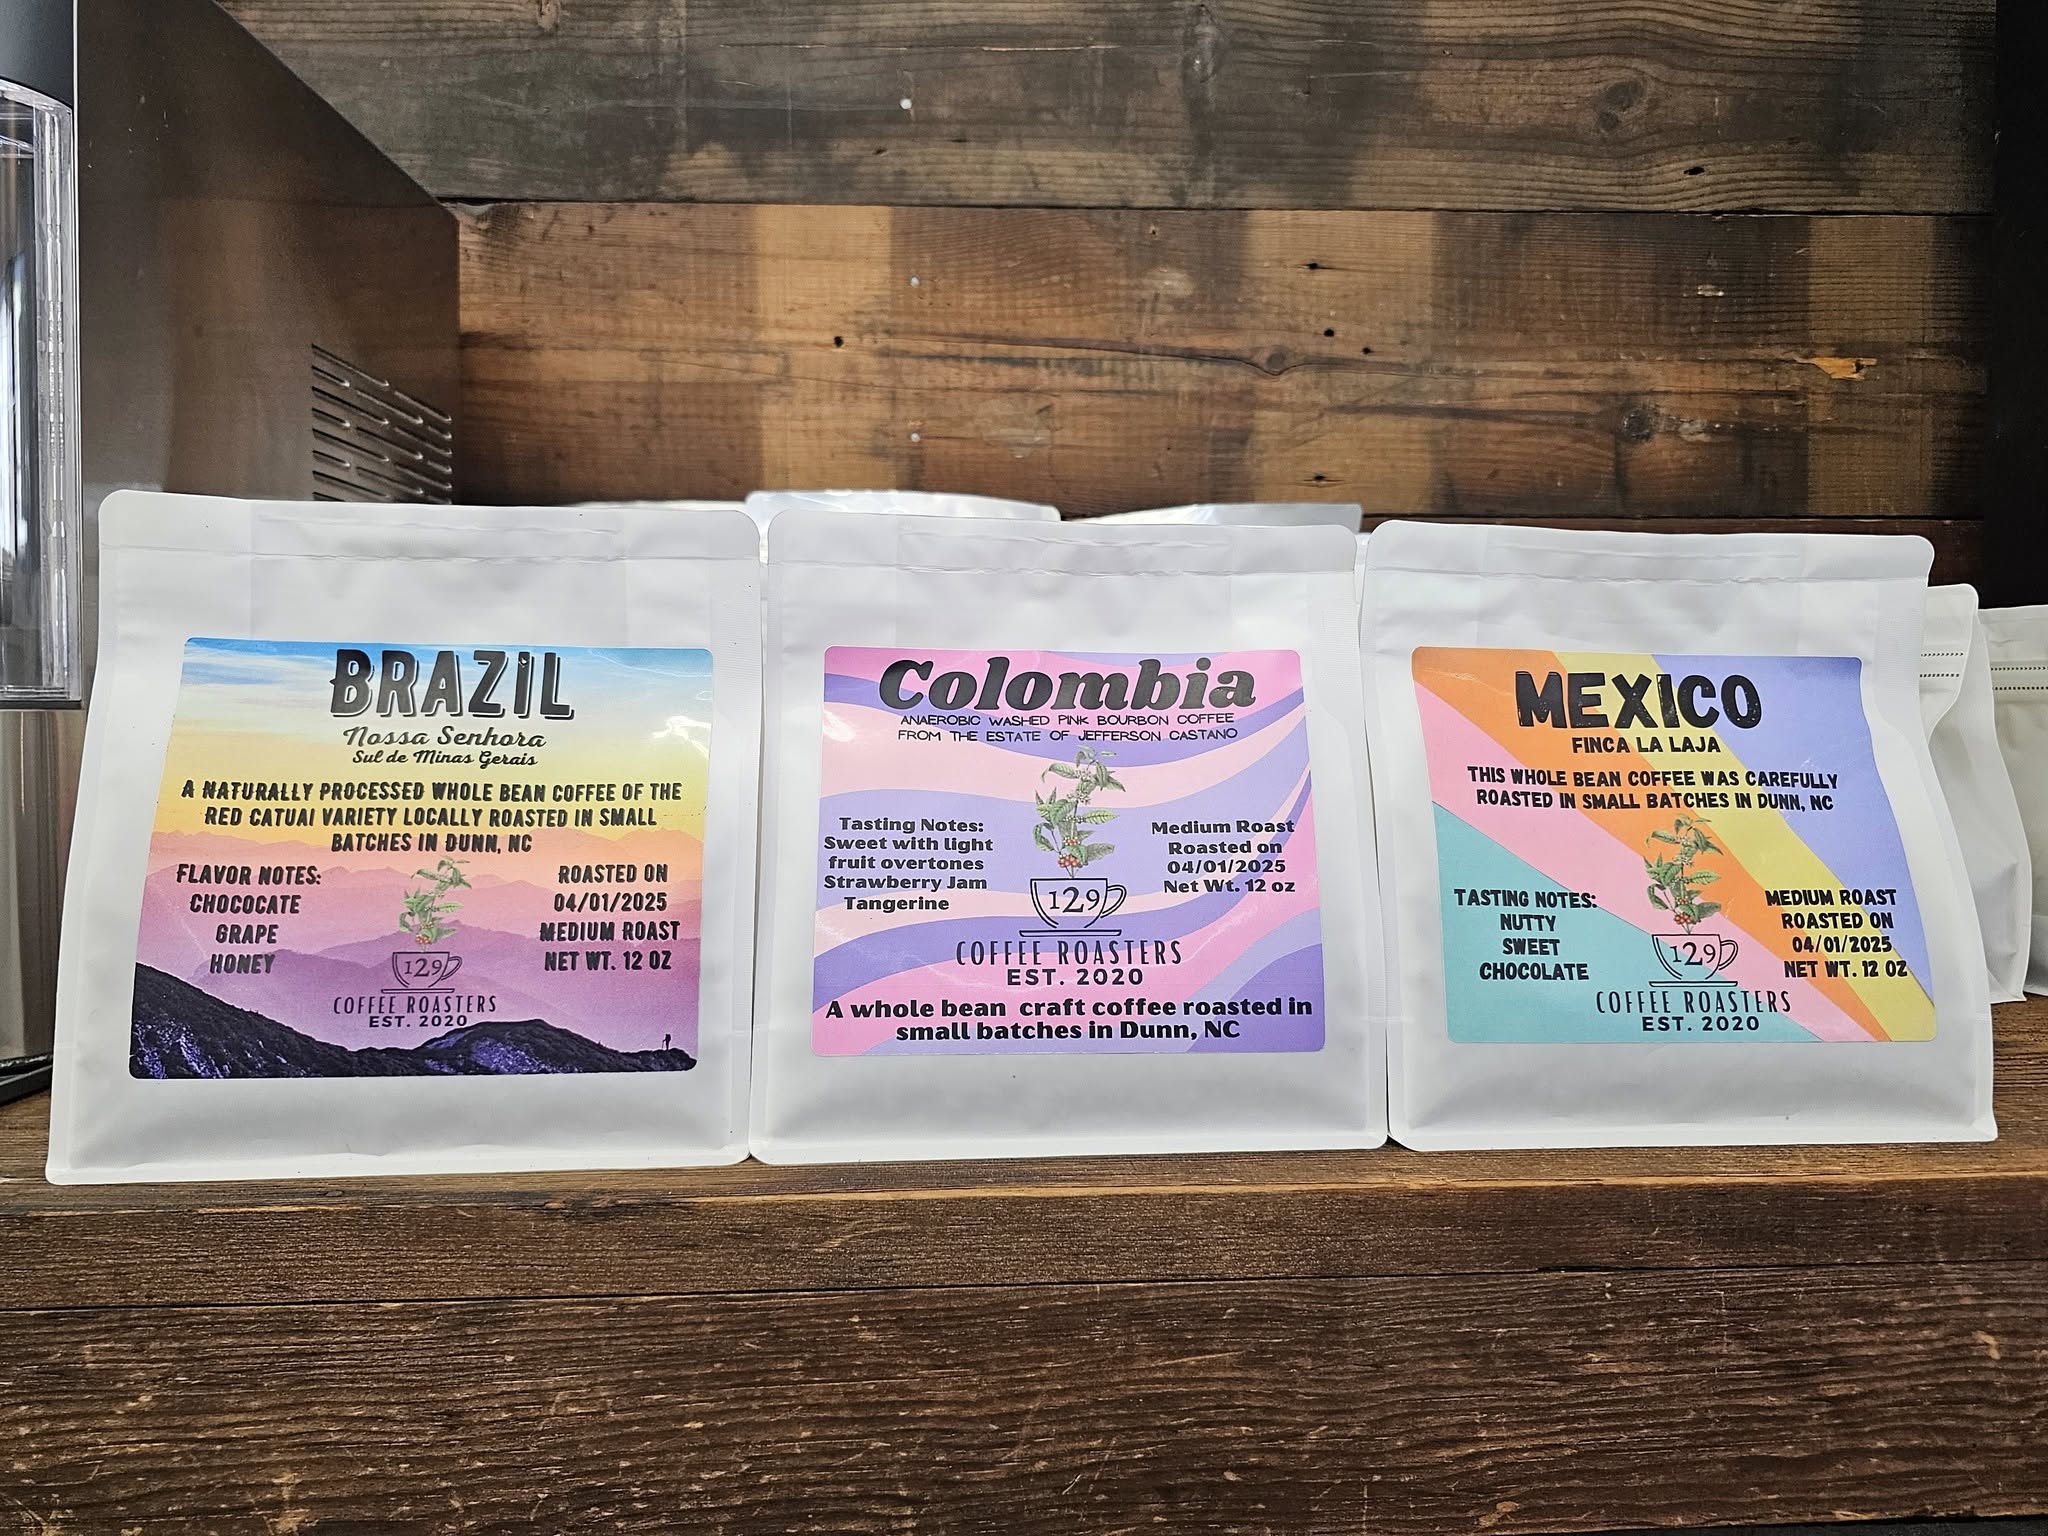 BRAZIL
Nossa Senhora
Sul de Minas Gerais
A NATURALLY PROCESSED WHOLE BEAN COFFEE OF THE
RED CATUAI VARIETY LOCALLY ROASTED IN SMALL
BATCHES IN DUNN, NC
FLAVOR NOTES:
CHOCOCATE
GRAPE
HONEY
ROASTED ON
04/01/2025
MEDIUM ROAST
NET WT. 12 OZ
129
COFFEE ROASTERS
EST. 2020
Colombia
ANAEROBIC WASHED PINK BOURBON COFFEE
FROM THE ESTATE OF JEFFERSON CASTANO
Tasting Notes:
Sweet with light
fruit overtones
Strawberry Jam
Tangerine
Medium Roast
Roasted on
04/01/2025
Net Wt. 12 oz
129
COFFEE ROASTERS
EST. 2020
A whole bean craft coffee roasted in
small batches in Dunn, NC
MEXICO
FINCA LA LAJA
THIS WHOLE BEAN COFFEE WAS CAREFULLY
ROASTED IN SMALL BATCHES IN DUNN, NC
TASTING NOTES:
NUTTY
SWEET
CHOCOLATE
MEDIUM ROAST
ROASTED ON
04/01/2025
NET WT. 12 OZ
129
COFFEE ROASTERS
EST. 2020